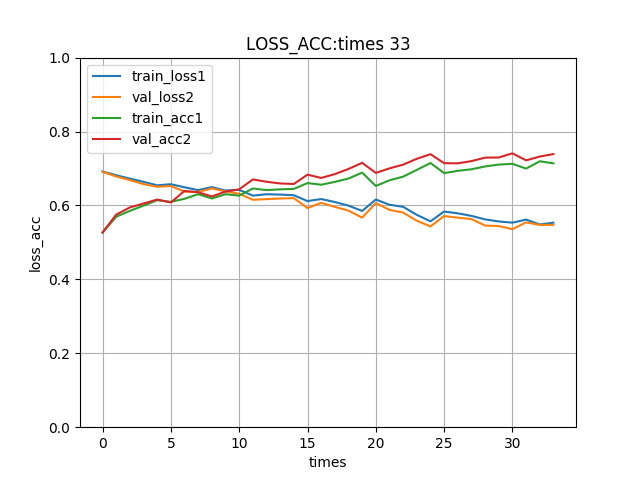 LOSS_ACC:times 33
train_loss1
val_loss2
train_acc1
val_acc2
1.0
0.8
0.6
0.4
0.2
0.0
loss_acc
0 5 10 15 20 25 30
times